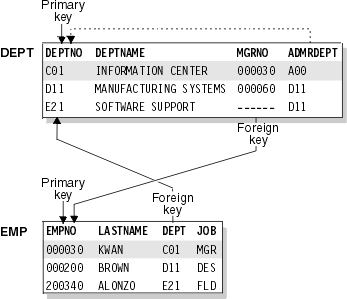 Primary
key
DEPT
DEPTNO DEPTNAME MGRNO ADMRDEPT
C01 INFORMATION CENTER 000030 A00
D11 MANUFACTURING SYSTEMS 000060 D11
E21 SOFTWARE SUPPORT ------ D11
Foreign
key
Primary
key
Foreign
key
EMP
EMPNO LASTNAME DEPT JOB
000030 KWAN C01 MGR
000200 BROWN D11 DES
200340 ALONZO E21 FLD